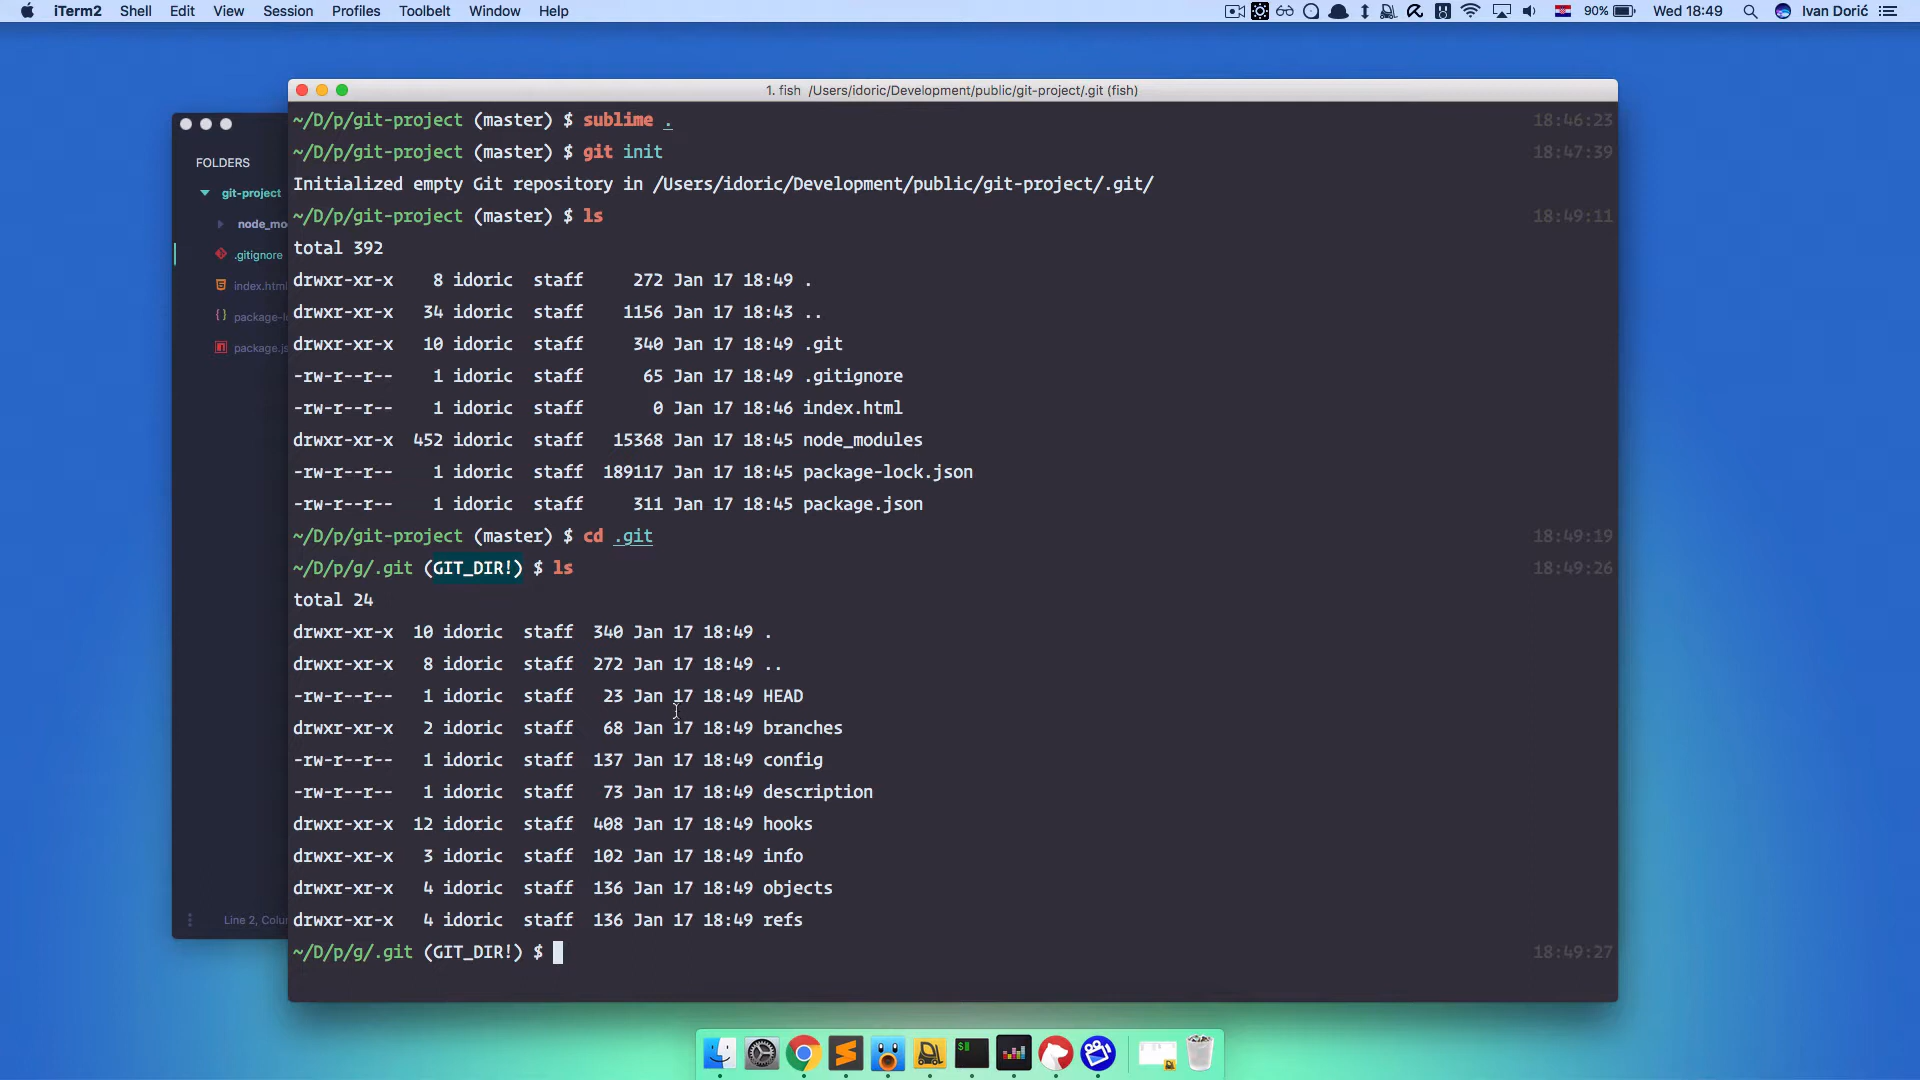 iTerm2 Shell Edit View Session Profiles Toolbelt Window Help 90% Wed 18:49 Ivan Dorić
1. fish /Users/idoric/Development/public/git-project/.git (fish)
FOLDERS
git-project
node_mo
.gitignore
index.html
package-l
package.js
Line 2, Colu
~/D/p/git-project (master) $ sublime . 18:46:23
~/D/p/git-project (master) $ git init 18:47:39
Initialized empty Git repository in /Users/idoric/Development/public/git-project/.git/
~/D/p/git-project (master) $ ls 18:49:11
total 392
drwxr-xr-x 8 idoric staff 272 Jan 17 18:49 .
drwxr-xr-x 34 idoric staff 1156 Jan 17 18:43 ..
drwxr-xr-x 10 idoric staff 340 Jan 17 18:49 .git
-rw-r--r-- 1 idoric staff 65 Jan 17 18:49 .gitignore
-rw-r--r-- 1 idoric staff 0 Jan 17 18:46 index.html
drwxr-xr-x 452 idoric staff 15368 Jan 17 18:45 node_modules
-rw-r--r-- 1 idoric staff 189117 Jan 17 18:45 package-lock.json
-rw-r--r-- 1 idoric staff 311 Jan 17 18:45 package.json
~/D/p/git-project (master) $ cd .git 18:49:19
~/D/p/g/.git (GIT_DIR!) $ ls 18:49:26
total 24
drwxr-xr-x 10 idoric staff 340 Jan 17 18:49 .
drwxr-xr-x 8 idoric staff 272 Jan 17 18:49 ..
-rw-r--r-- 1 idoric staff 23 Jan 17 18:49 HEAD
drwxr-xr-x 2 idoric staff 68 Jan 17 18:49 branches
-rw-r--r-- 1 idoric staff 137 Jan 17 18:49 config
-rw-r--r-- 1 idoric staff 73 Jan 17 18:49 description
drwxr-xr-x 12 idoric staff 408 Jan 17 18:49 hooks
drwxr-xr-x 3 idoric staff 102 Jan 17 18:49 info
drwxr-xr-x 4 idoric staff 136 Jan 17 18:49 objects
drwxr-xr-x 4 idoric staff 136 Jan 17 18:49 refs
~/D/p/g/.git (GIT_DIR!) $ 18:49:27